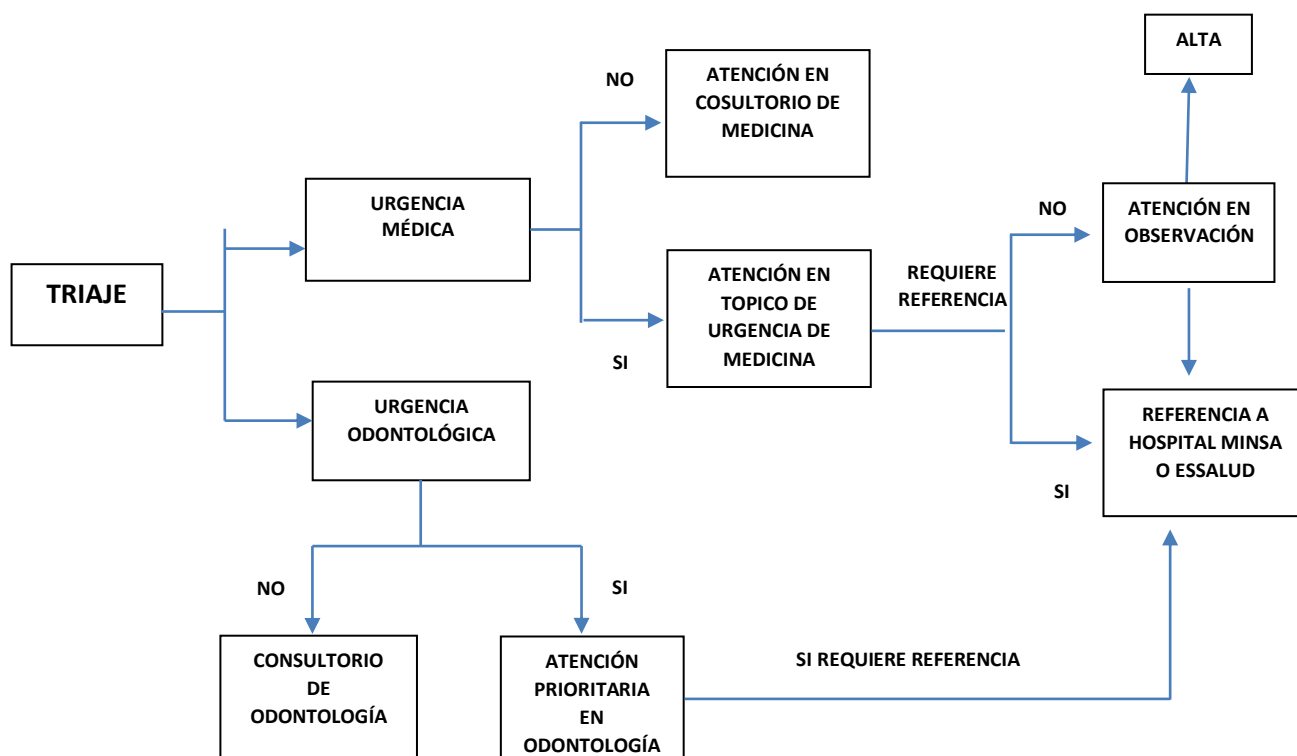 ALTA
NO
ATENCIÓN EN
COSULTORIO DE
MEDICINA
URGENCIA
MÉDICA
NO
ATENCIÓN EN
OBSERVACIÓN
TRIAJE
ATENCIÓN EN
TOPICO DE
URGENCIA DE
MEDICINA
REQUIERE
REFERENCIA
SI
URGENCIA
ODONTOLÓGICA
REFERENCIA A
HOSPITAL MINSA
O ESSALUD
SI
NO
SI
CONSULTORIO
DE
ODONTOLOGÍA
ATENCIÓN
PRIORITARIA
EN
ODONTOLOGÍA
SI REQUIERE REFERENCIA